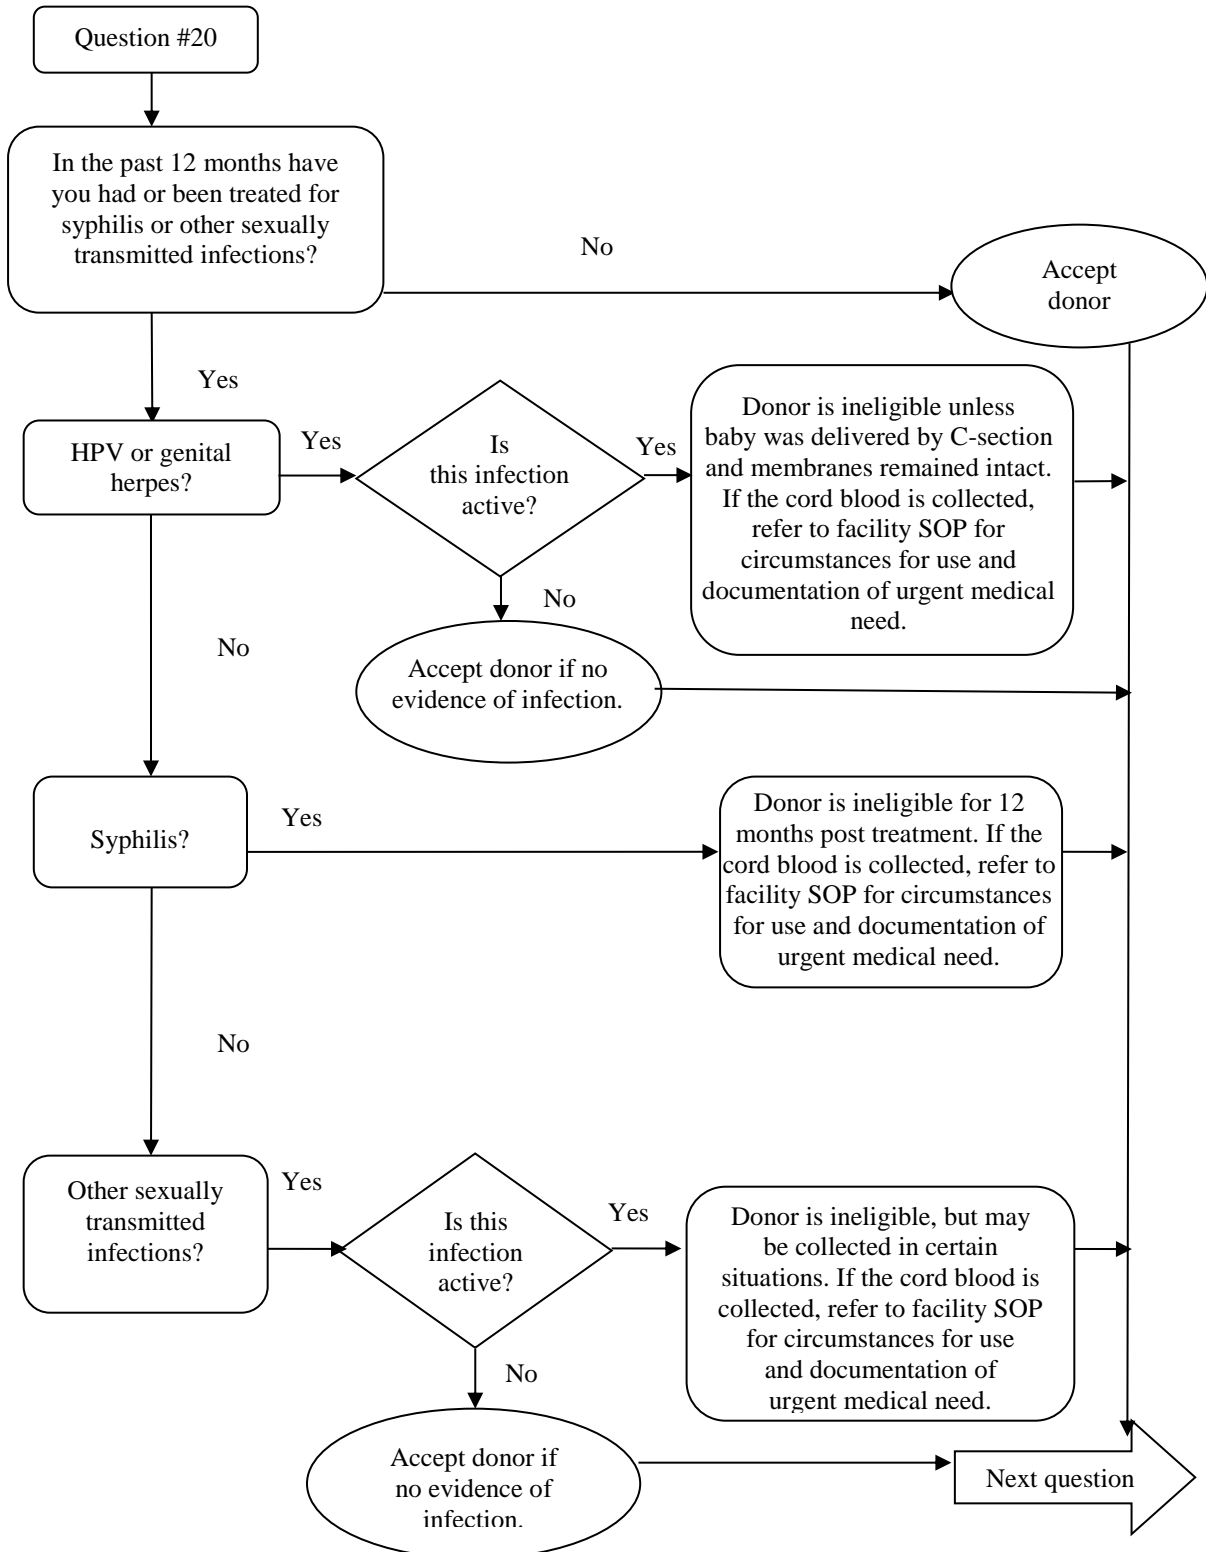 Question #20
In the past 12 months have
you had or been treated for
syphilis or other sexually
transmitted infections?
No
Accept
donor
Yes
HPV or genital
herpes?
Yes
Is
this infection
active?
Yes
Donor is ineligible unless
baby was delivered by C-section
and membranes remained intact.
If the cord blood is collected,
refer to facility SOP for
circumstances for use and
documentation of urgent medical
need.
No
Accept donor if no
evidence of infection.
No
Syphilis?
Yes
Donor is ineligible for 12
months post treatment. If the
cord blood is collected, refer to
facility SOP for circumstances
for use and documentation of
urgent medical need.
No
Other sexually
transmitted
infections?
Yes
Is this
infection
active?
Yes
Donor is ineligible, but may
be collected in certain
situations. If the cord blood is
collected, refer to facility SOP
for circumstances for use
and documentation of
urgent medical need.
No
Accept donor if
no evidence of
infection.
Next question